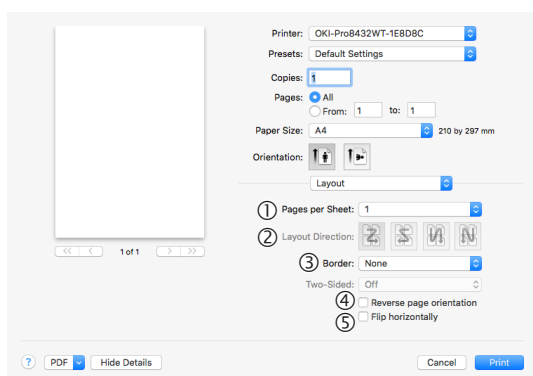 Printer: OKI-Pro8432WT-1E8D8C
Presets: Default Settings
Copies: 1
Pages: All
From: 1 to: 1
Paper Size: A4 210 by 297 mm
Orientation:
Layout
① Pages per Sheet: 1
② Layout Direction:
1 of 1
③ Border: None
Two-Sided: Off
④ Reverse page orientation
⑤ Flip horizontally
? PDF Hide Details Cancel Print